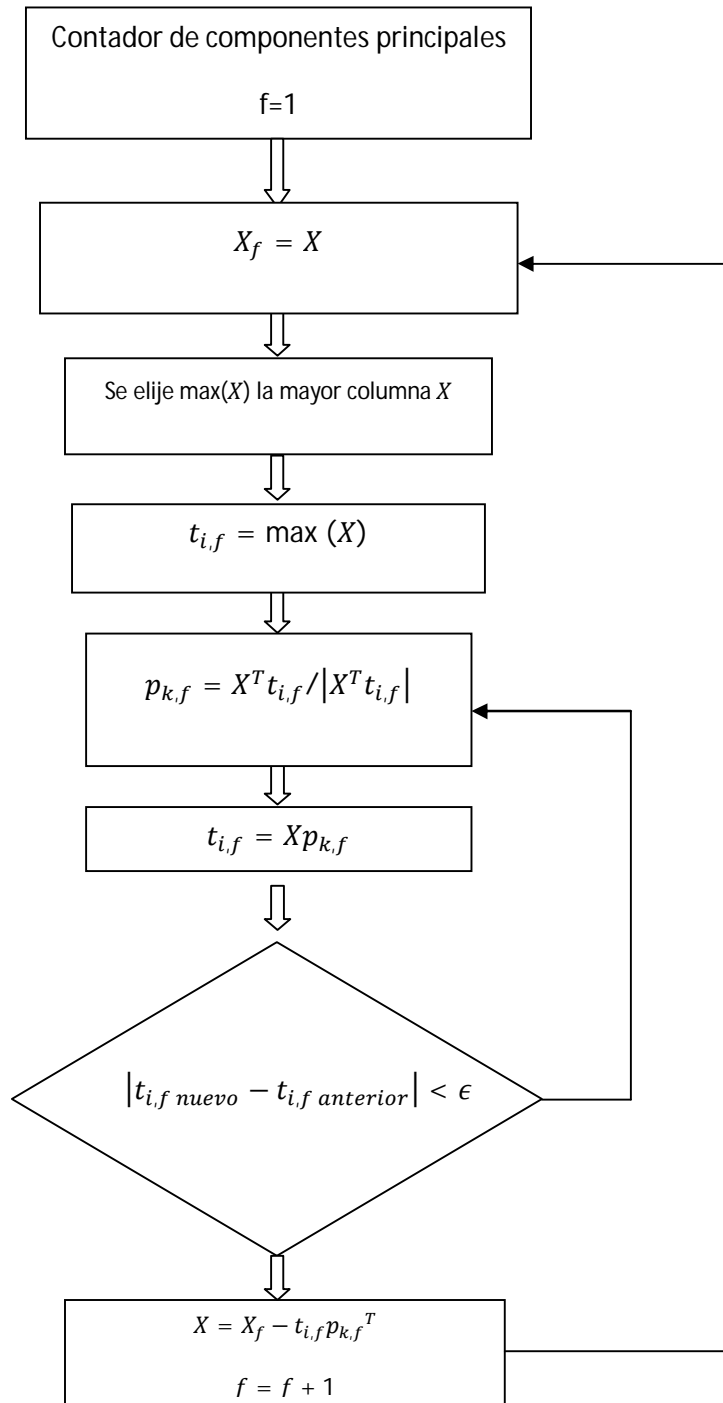 Contador de componentes principales
f=1
𝑋_𝑓 = 𝑋
Se elije max(𝑋) la mayor columna 𝑋
𝑡_{𝑖,𝑓} = max (𝑋)
𝑝_{𝑘,𝑓} = 𝑋^𝑇 𝑡_{𝑖,𝑓}/|𝑋^𝑇 𝑡_{𝑖,𝑓}|
𝑡_{𝑖,𝑓} = 𝑋𝑝_{𝑘,𝑓}
|𝑡_{𝑖,𝑓 𝑛𝑢𝑒𝑣𝑜} − 𝑡_{𝑖,𝑓 𝑎𝑛𝑡𝑒𝑟𝑖𝑜𝑟}| < 𝜖
𝑋 = 𝑋_𝑓 − 𝑡_{𝑖,𝑓}𝑝_{𝑘,𝑓}^𝑇
𝑓 = 𝑓 + 1